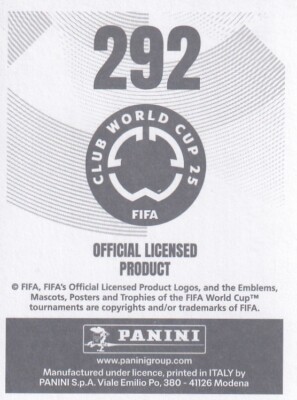 292
CLUB WORLD CUP 25
FIFA
OFFICIAL LICENSED
PRODUCT
© FIFA, FIFA's Official Licensed Product Logos, and the Emblems,
Mascots, Posters and Trophies of the FIFA World Cup™
tournaments are copyrights and/or trademarks of FIFA.
PANINI
www.paninigroup.com
Manufactured under licence, printed in ITALY by
PANINI S.p.A. Viale Emilio Po, 380 - 41126 Modena